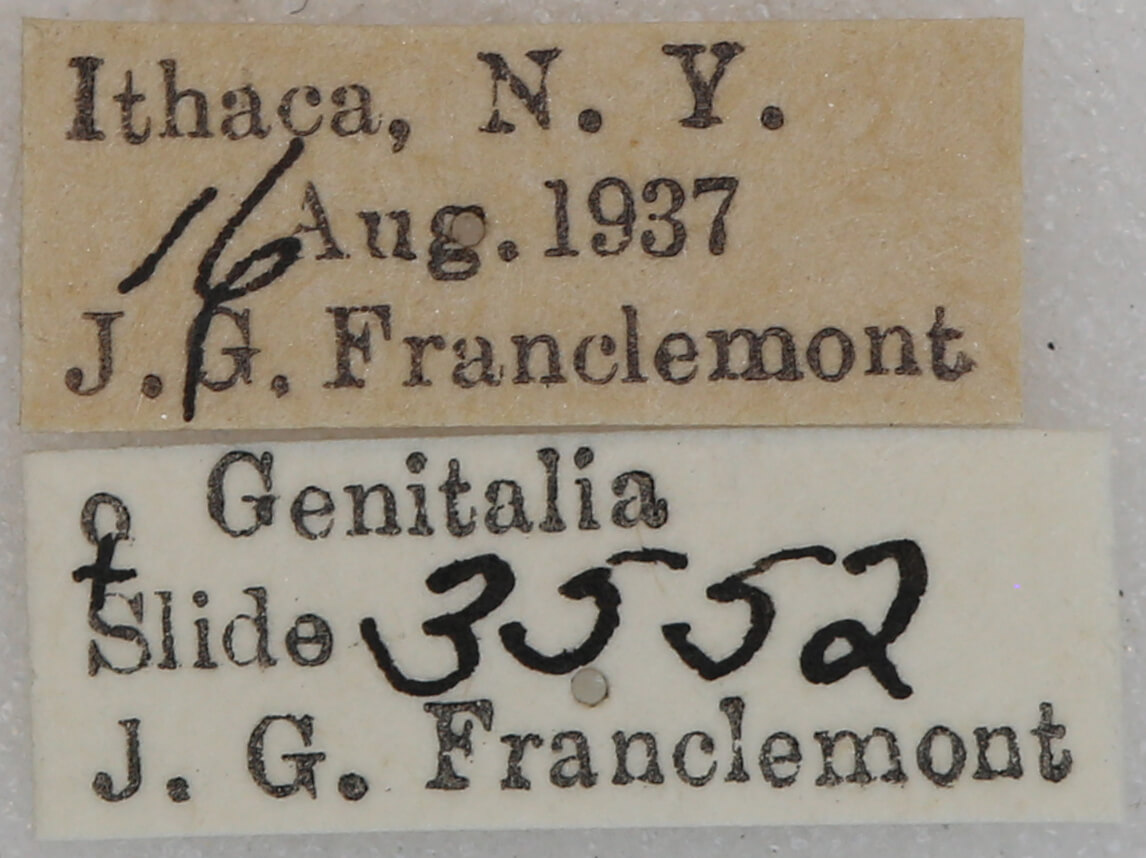 Ithaca, N. Y.
16 Aug. 1937
J. G. Franclemont
♀ Genitalia
Slide 3552
J. G. Franclemont